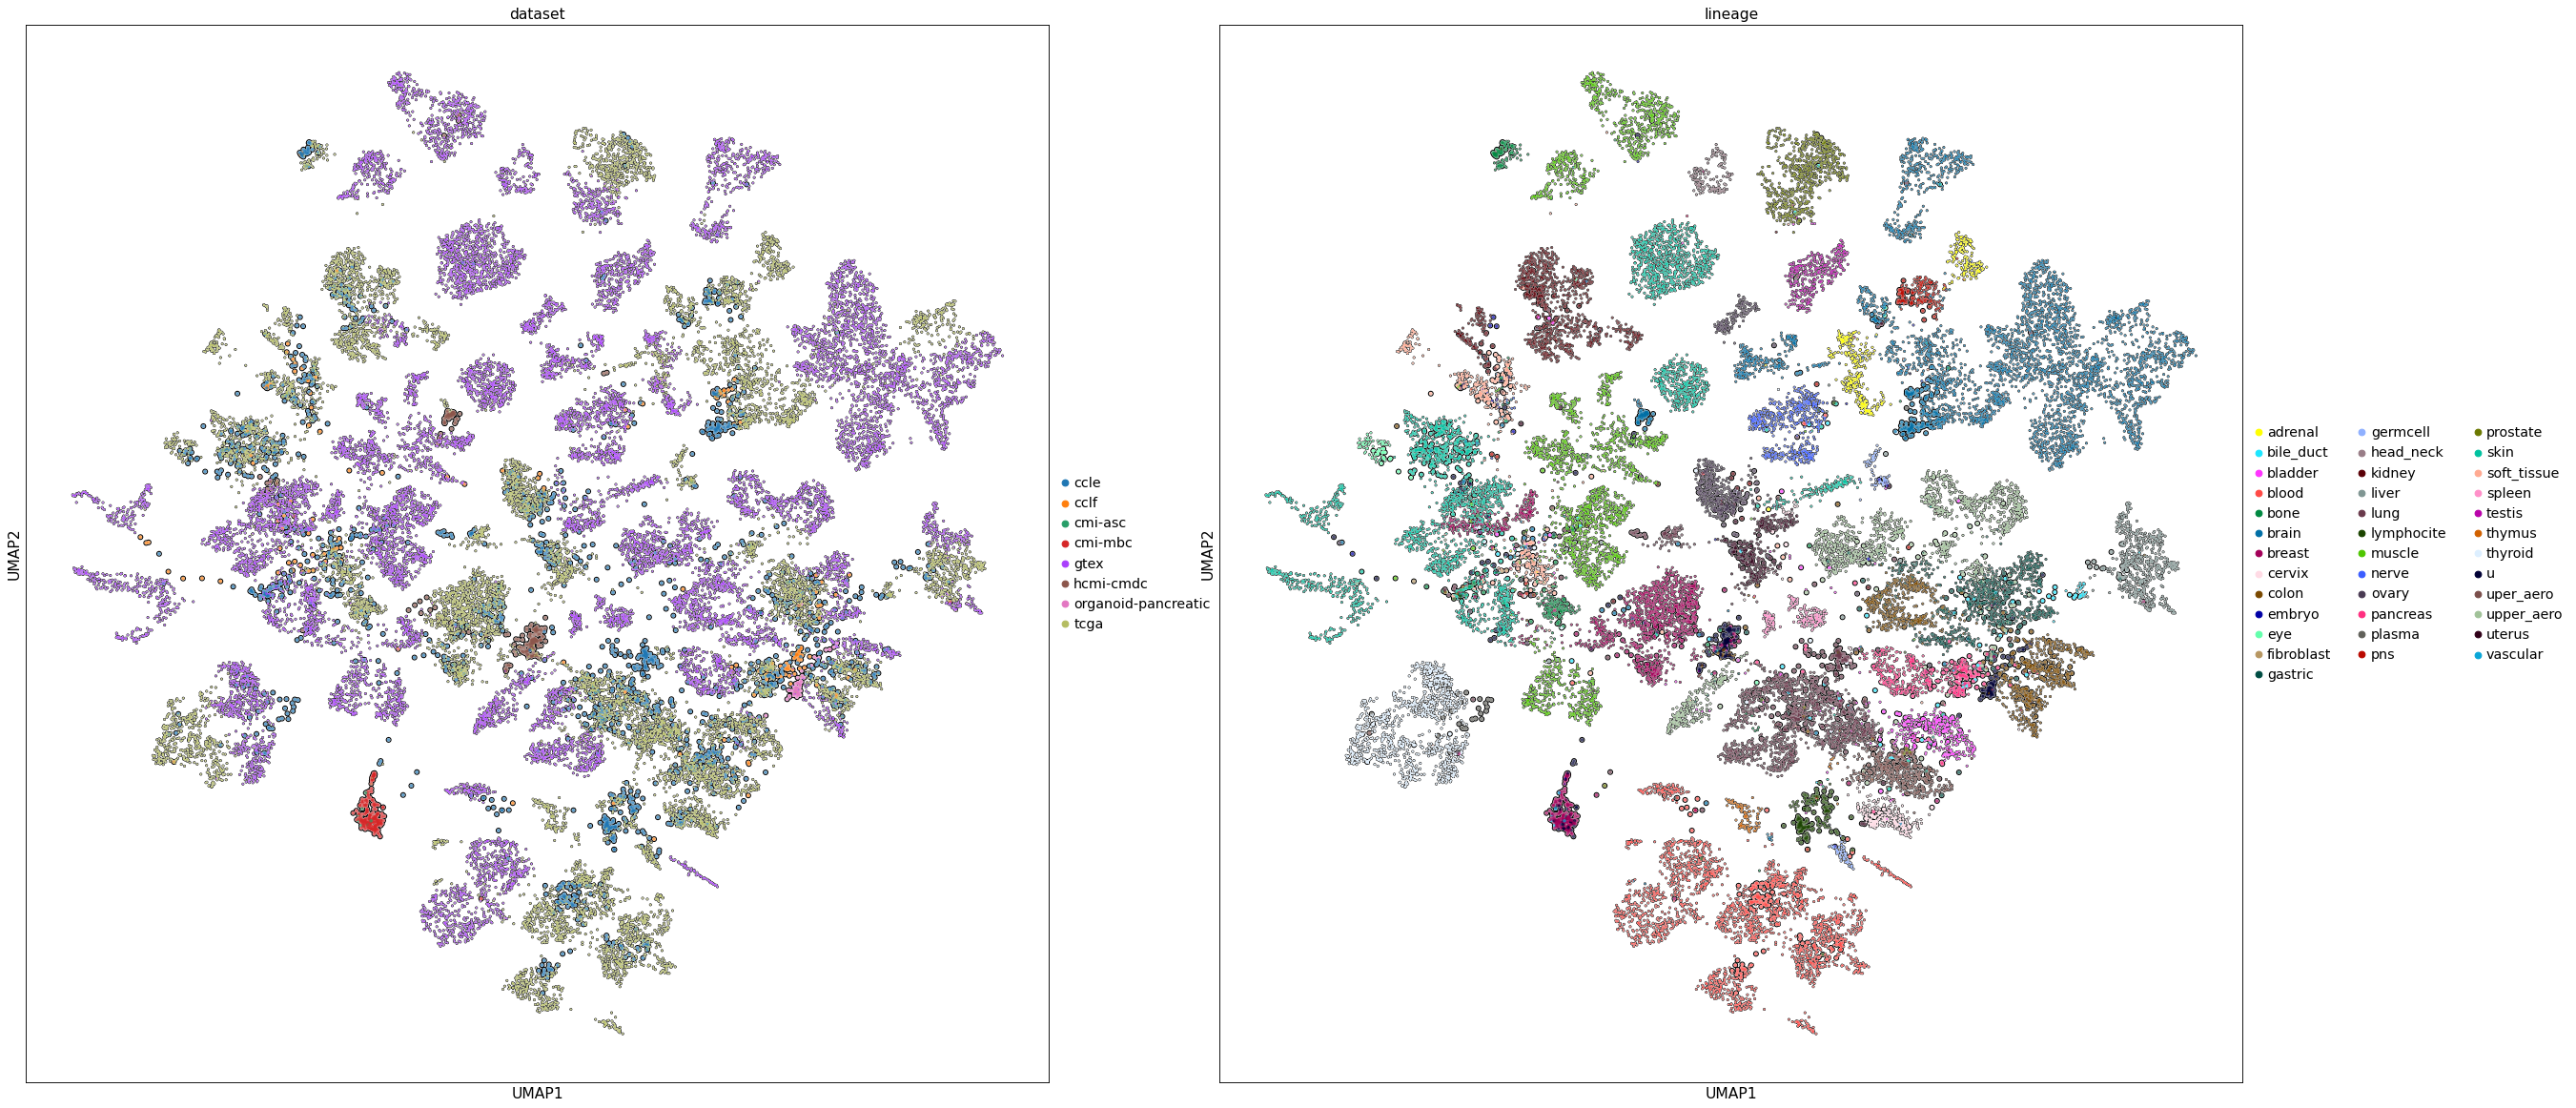 dataset
UMAP2
UMAP1
ccle
cclf
cmi-asc
cmi-mbc
gtex
hcmi-cmdc
organoid-pancreatic
tcga
lineage
UMAP2
UMAP1
adrenal
bile_duct
bladder
blood
bone
brain
breast
cervix
colon
embryo
eye
fibroblast
gastric
germcell
head_neck
kidney
liver
lung
lymphocite
muscle
nerve
ovary
pancreas
plasma
pns
prostate
skin
soft_tissue
spleen
testis
thymus
thyroid
u
uper_aero
upper_aero
uterus
vascular